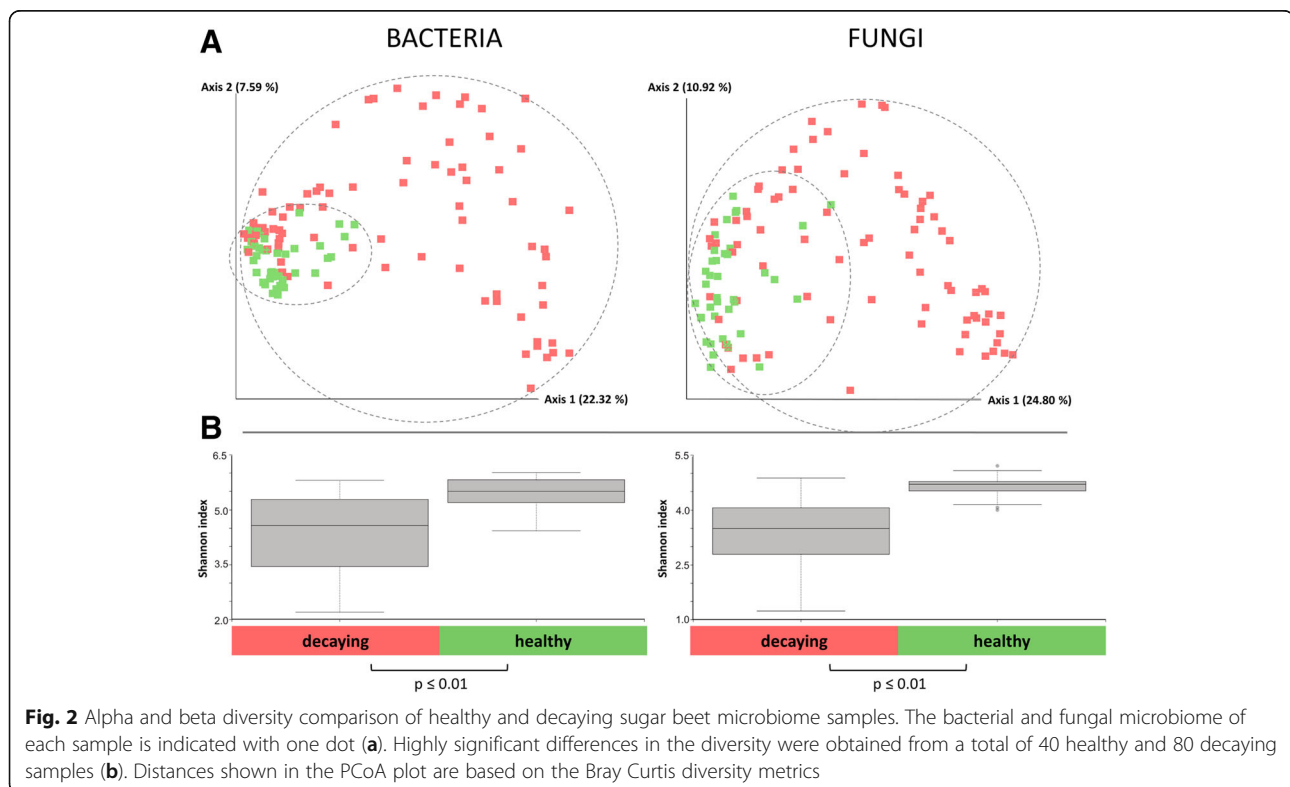 A
BACTERIA
FUNGI
Axis 2 (7.59 %)
Axis 1 (22.32 %)
Axis 2 (10.92 %)
Axis 1 (24.80 %)
B
Shannon index
6.5
5.0
3.5
2.0
decaying
healthy
p ≤ 0.01
Shannon index
5.5
4.0
2.5
1.0
decaying
healthy
p ≤ 0.01
Fig. 2 Alpha and beta diversity comparison of healthy and decaying sugar beet microbiome samples. The bacterial and fungal microbiome of
each sample is indicated with one dot (a). Highly significant differences in the diversity were obtained from a total of 40 healthy and 80 decaying
samples (b). Distances shown in the PCoA plot are based on the Bray Curtis diversity metrics